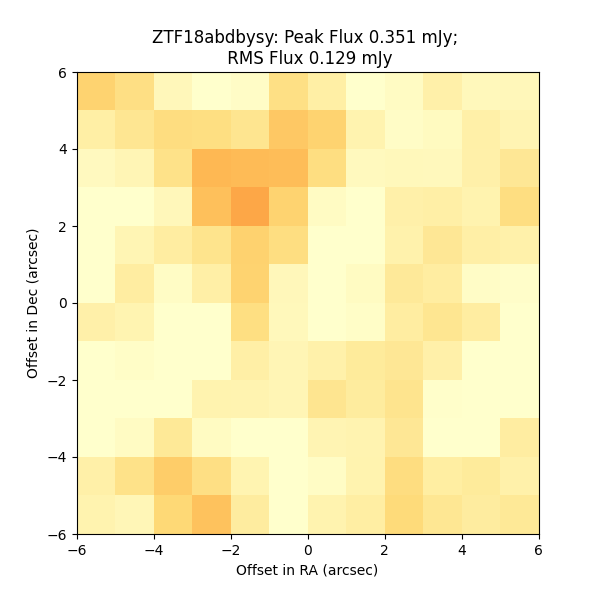 ZTF18abdbysy: Peak Flux 0.351 mJy;
RMS Flux 0.129 mJy
6
4
2
0
−2
−4
−6
Offset in Dec (arcsec)
−6 −4 −2 0 2 4 6
Offset in RA (arcsec)